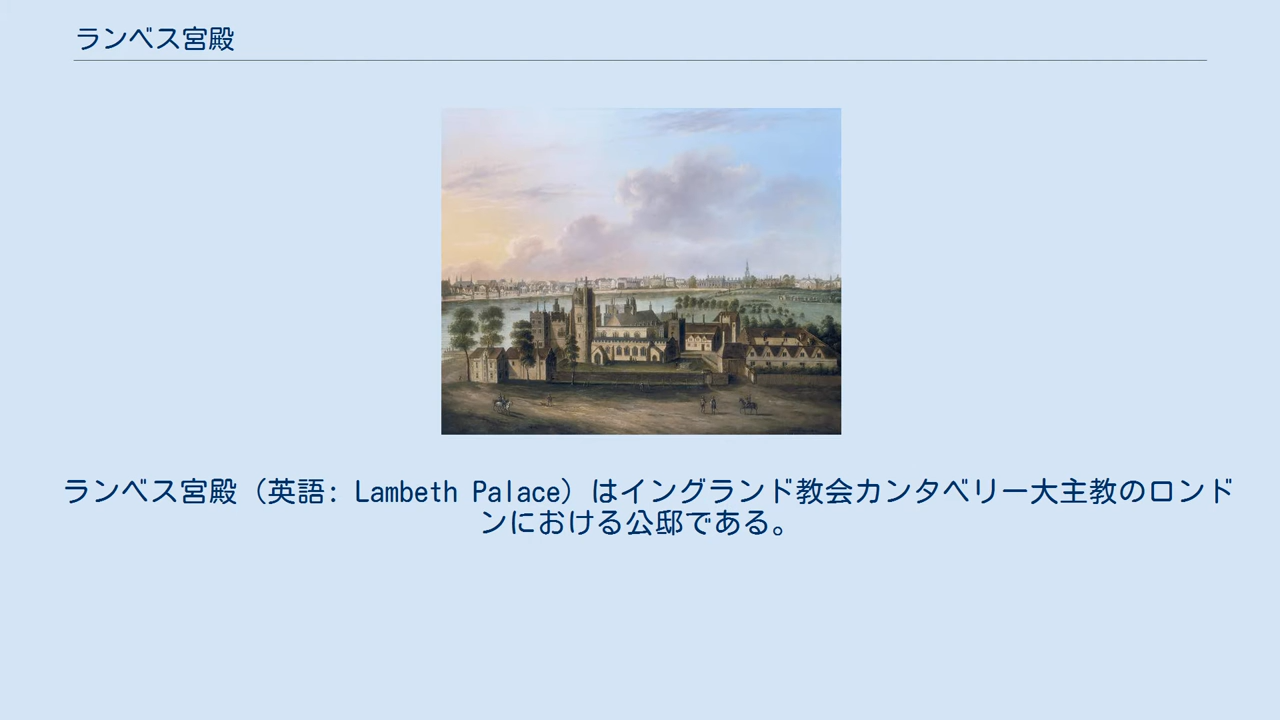 ランベス宮殿
ランベス宮殿（英語: Lambeth Palace）はイングランド教会カンタベリー大主教のロンド
ンにおける公邸である。